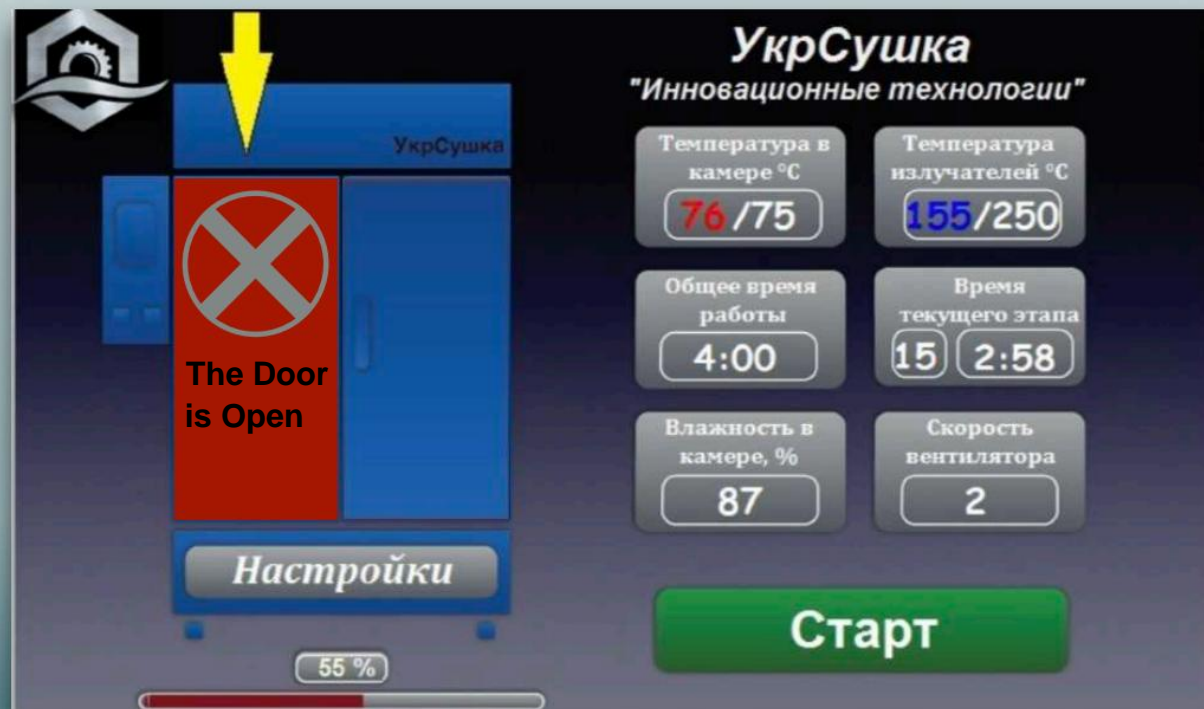 УкрСушка
"Инновационные технологии"
УкрСушка
The Door
is Open
Настройки
55 %
Температура в
камере °C
76/75
Температура
излучателей °C
155/250
Общее время
работы
4:00
Время
текущего этапа
15 2:58
Влажность в
камере, %
87
Скорость
вентилятора
2
Старт